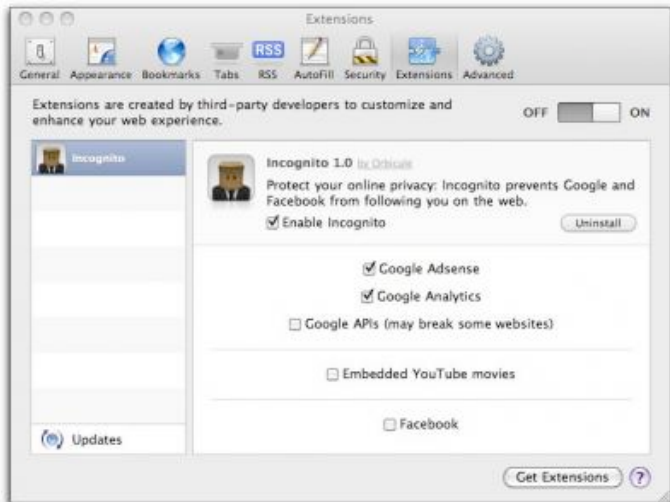 Extensions
General Appearance Bookmarks Tabs RSS AutoFill Security Extensions Advanced
RSS
Extensions are created by third-party developers to customize and
enhance your web experience.
OFF ON
Incognito
Incognito 1.0 by Orbicule
Protect your online privacy: Incognito prevents Google and
Facebook from following you on the web.
Enable Incognito
Uninstall
Google Adsense
Google Analytics
Google APIs (may break some websites)
Embedded YouTube movies
Facebook
Updates
Get Extensions ?